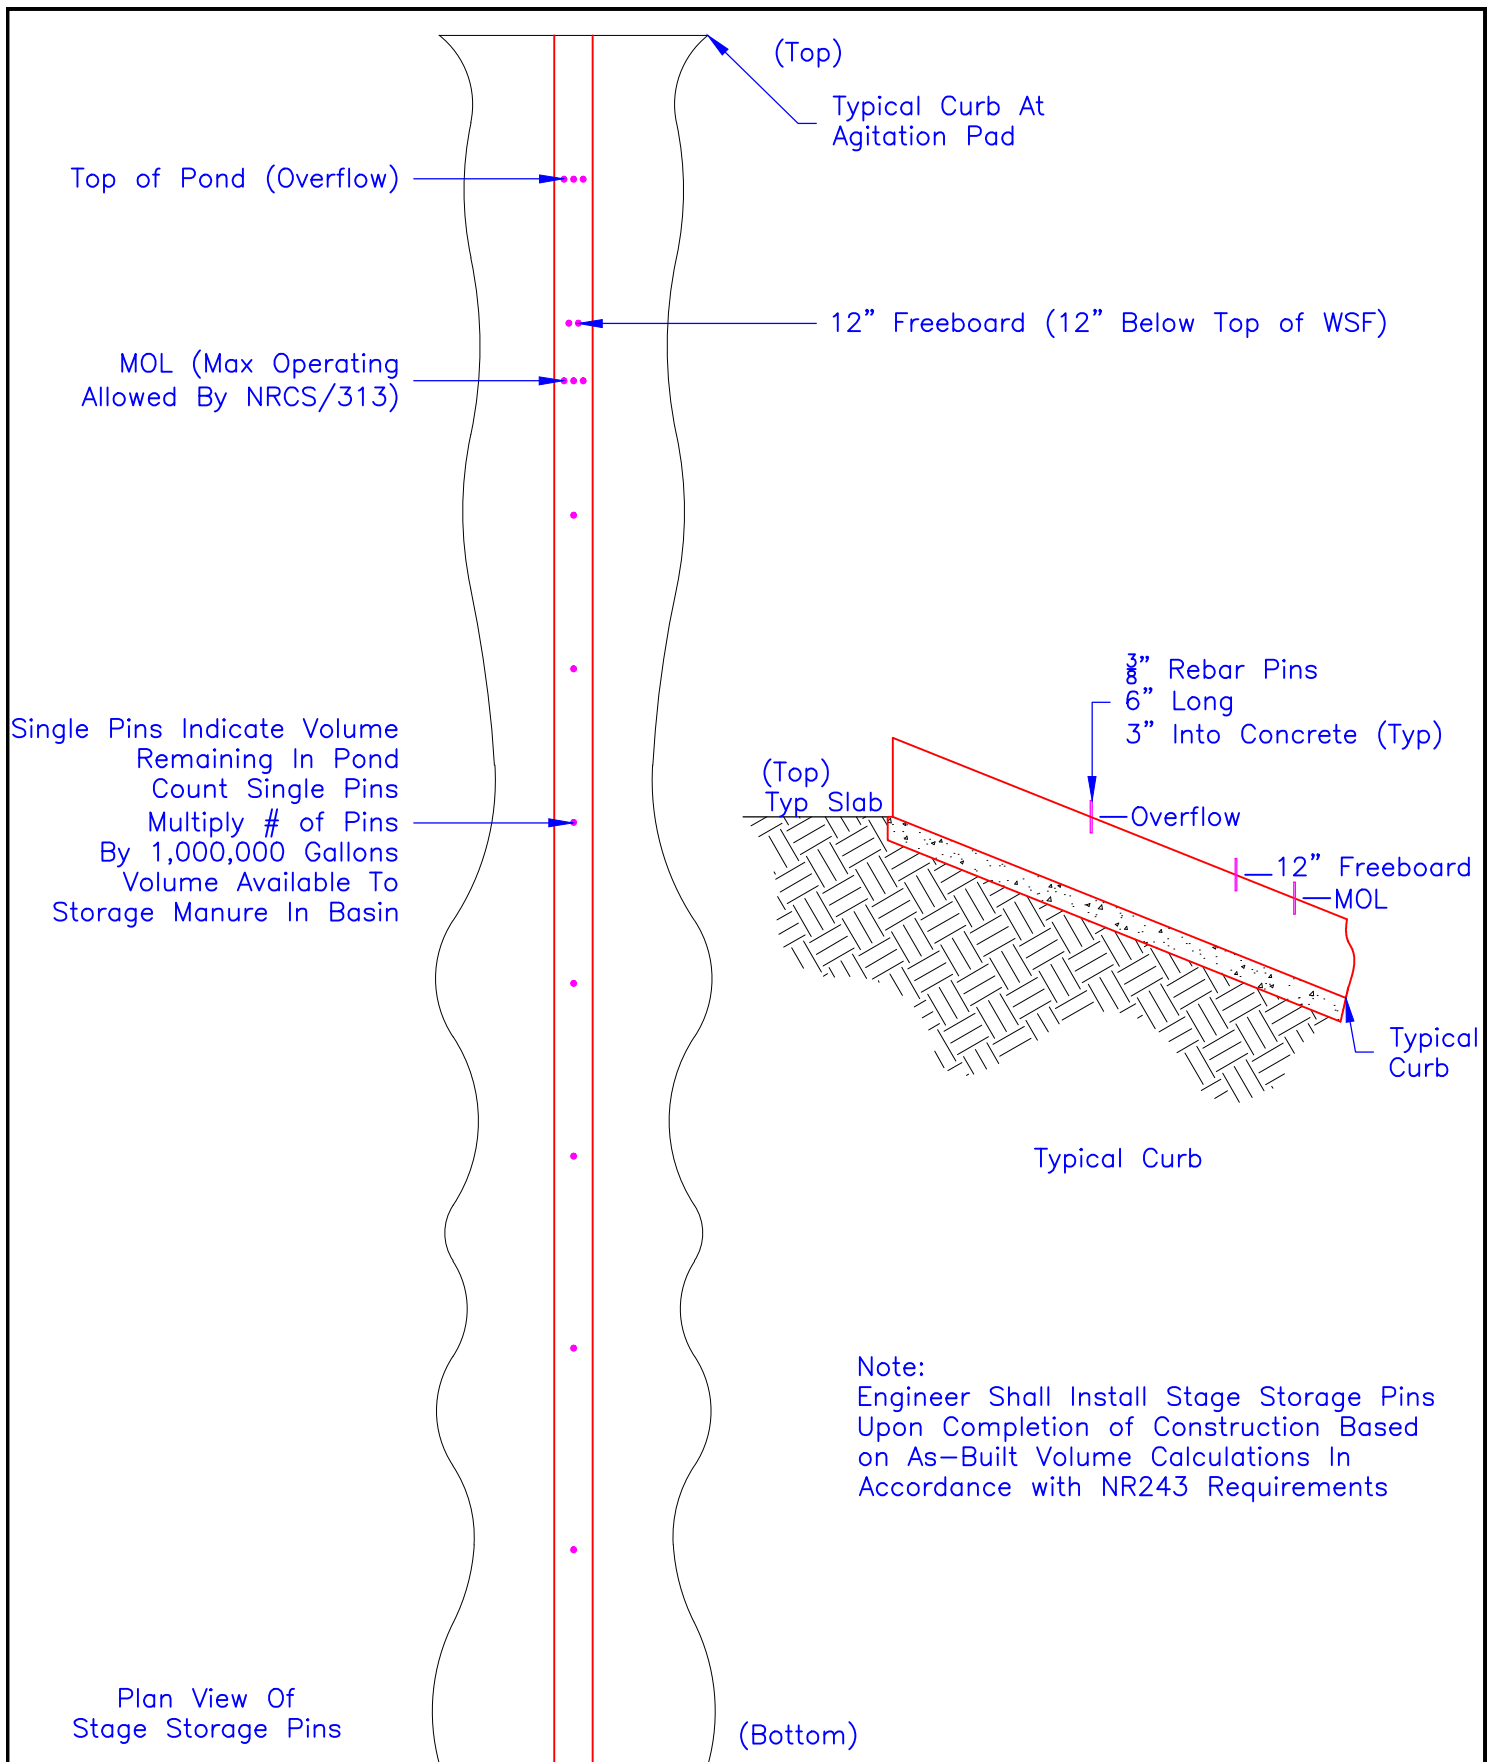 (Top)
Typical Curb At
Agitation Pad
Top of Pond (Overflow)
12” Freeboard (12” Below Top of WSF)
MOL (Max Operating
Allowed By NRCS/313)
Single Pins Indicate Volume
Remaining In Pond
Count Single Pins
Multiply # of Pins
By 1,000,000 Gallons
Volume Available To
Storage Manure In Basin
3/8” Rebar Pins
6” Long
3” Into Concrete (Typ)
(Top)
Typ Slab
Overflow
12” Freeboard
MOL
Typical
Curb
Typical Curb
Note:
Engineer Shall Install Stage Storage Pins
Upon Completion of Construction Based
on As-Built Volume Calculations In
Accordance with NR243 Requirements
Plan View Of
Stage Storage Pins
(Bottom)